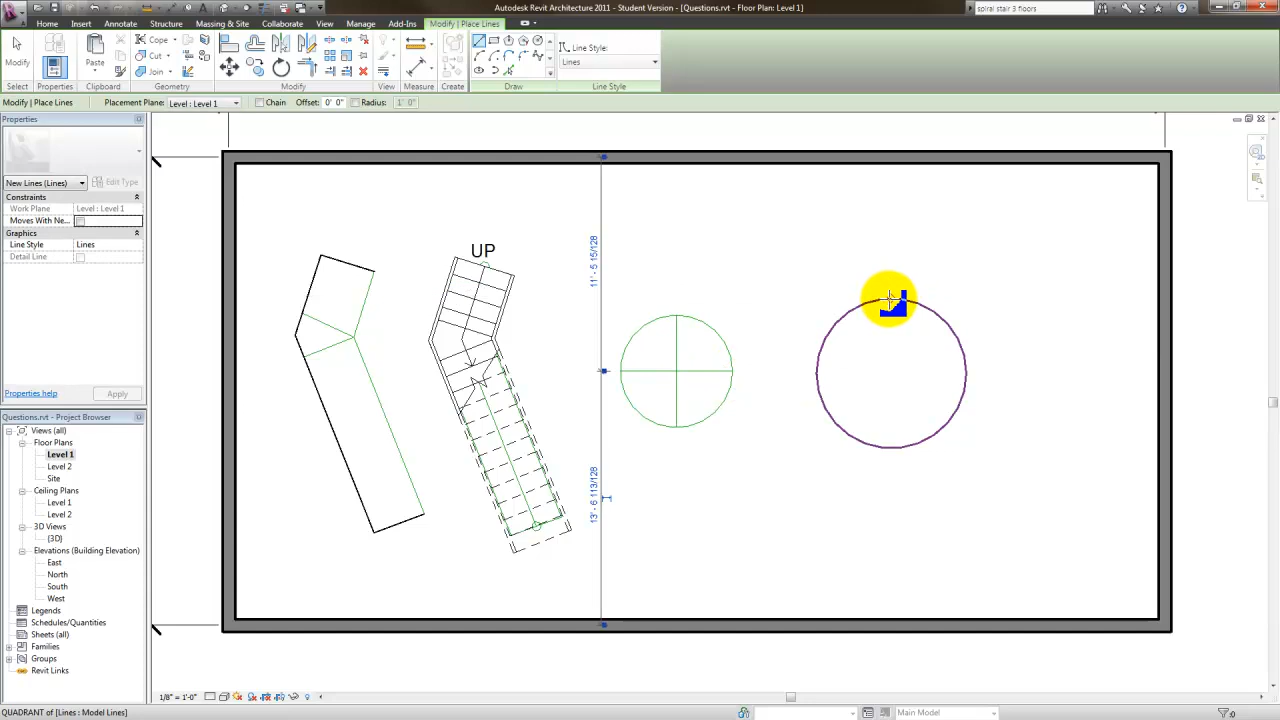 Autodesk Revit Architecture 2011 - Student Version - [Questions.rvt - Floor Plan: Level 1]
spiral stair 3 floors
Home Insert Annotate Structure Massing & Site Collaborate View Manage Add-Ins Modify | Place Lines
Modify
Paste
Cope
Cut
Join
Line Style:
Lines
Select Properties Clipboard Geometry Modify View Measure Create Draw Line Style
Modify | Place Lines Placement Plane: Level : Level 1 Chain Offset: 0' 0" Radius: 1' 0"
Properties
New Lines (Lines) Edit Type
Constraints
Work Plane Level : Level 1
Moves With Ne...
Graphics
Line Style Lines
Detail Line
Properties help Apply
Questions.rvt - Project Browser
Views (all)
Floor Plans
Level 1
Level 2
Site
Ceiling Plans
Level 1
Level 2
3D Views
{3D}
Elevations (Building Elevation)
East
North
South
West
Legends
Schedules/Quantities
Sheets (all)
Families
Groups
Revit Links
UP
11' - 5 15/128
13' - 6 113/128
1/8" = 1'-0"
QUADRANT of [Lines : Model Lines]
Main Model
:0